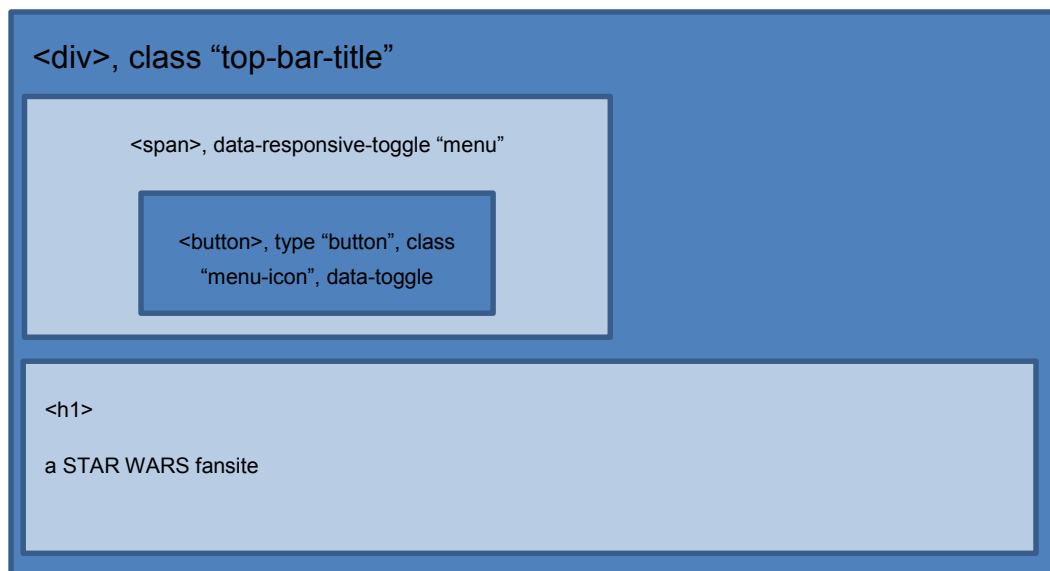 <div>, class “top-bar-title”
<span>, data-responsive-toggle “menu”
<button>, type “button”, class
“menu-icon”, data-toggle
<h1>
a STAR WARS fansite